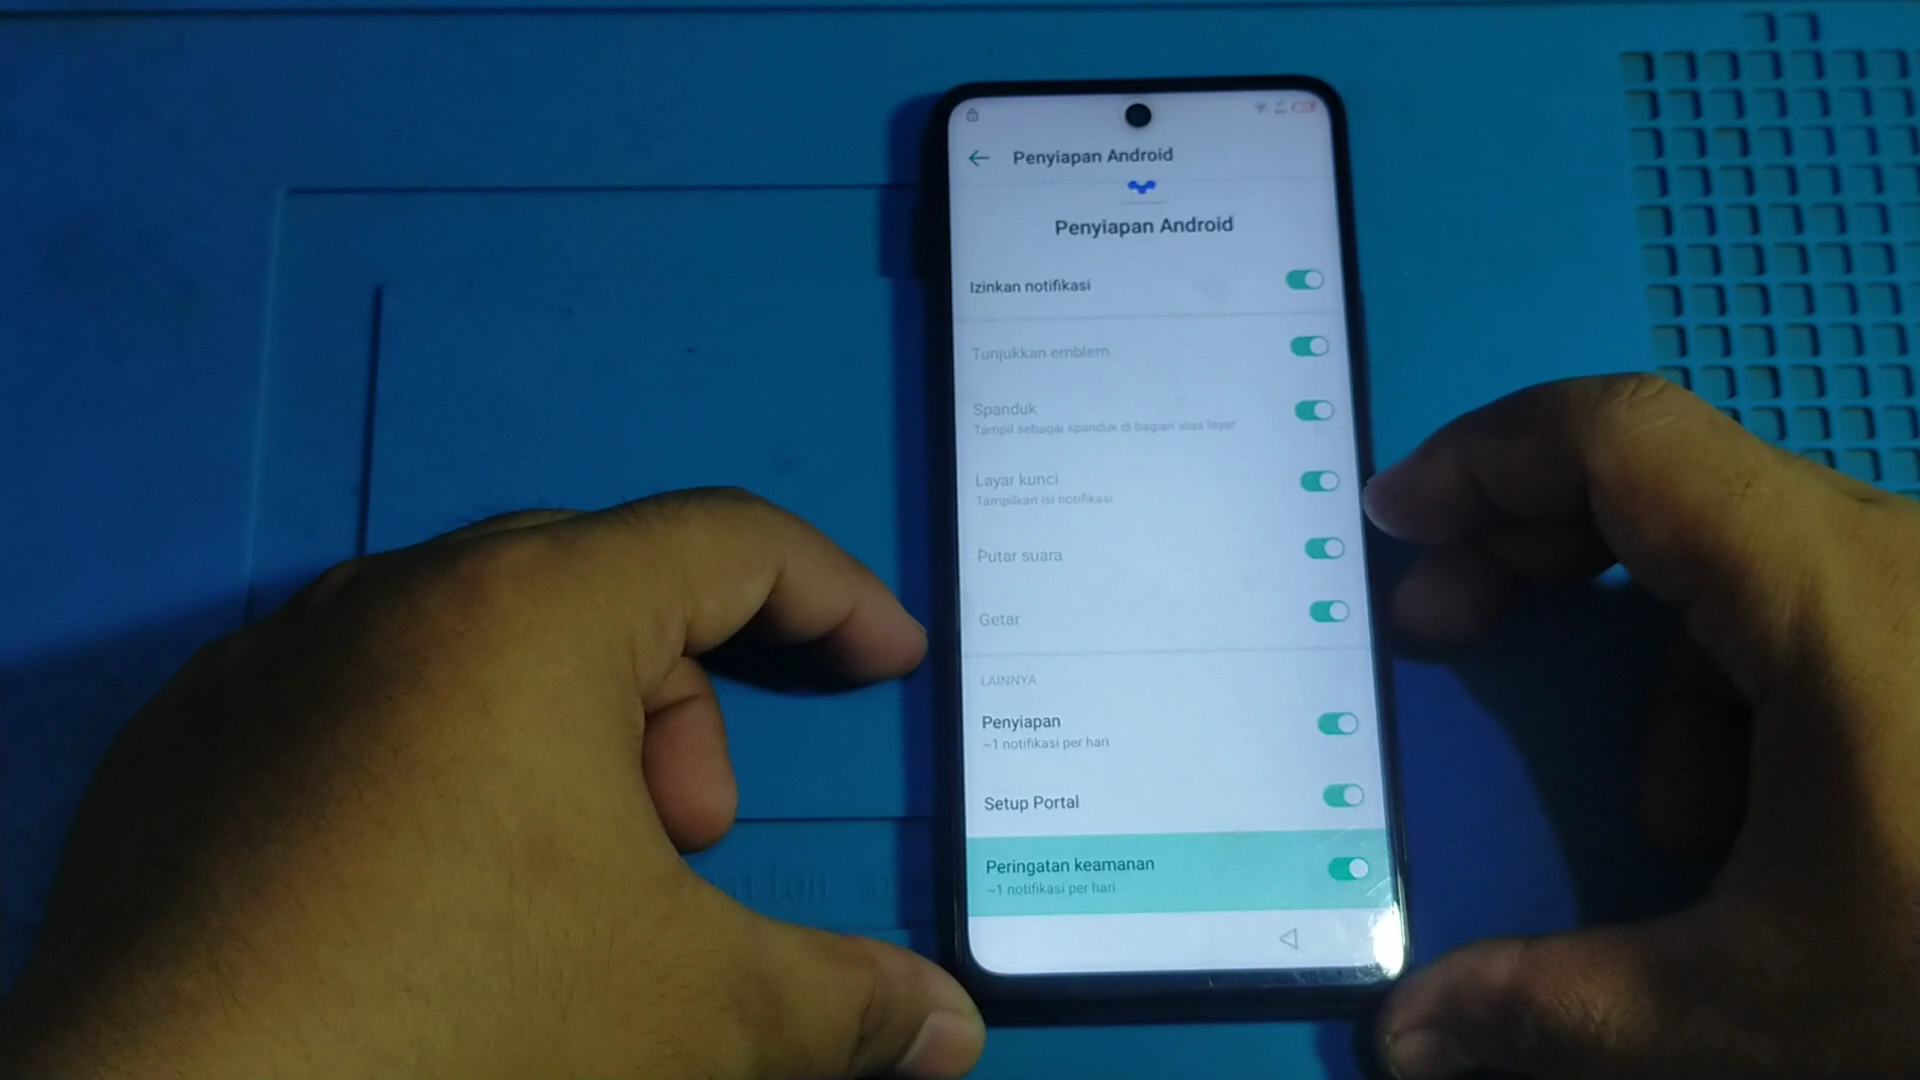 Penyiapan Android
Penyiapan Android
Izinkan notifikasi
Tunjukkan emblem
Spanduk
Tampil sebagai spanduk di bagian atas layar
Layar kunci
Tampilkan isi notifikasi
Putar suara
Getar
LAINNYA
Penyiapan
~1 notifikasi per hari
Setup Portal
Peringatan keamanan
~1 notifikasi per hari